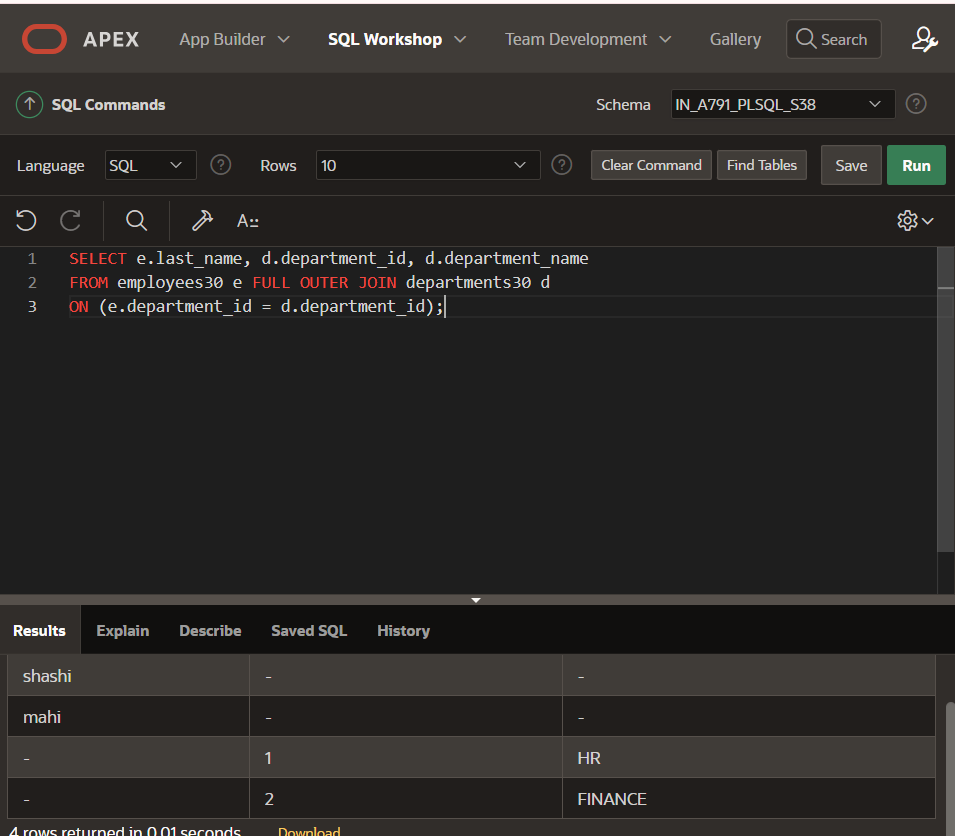 APEX App Builder SQL Workshop Team Development Gallery Search
SQL Commands Schema IN_A791_PLSQL_S38 ?
Language SQL ? Rows 10 ? Clear Command Find Tables Save Run
A::
1 SELECT e.last_name, d.department_id, d.department_name
2 FROM employees30 e FULL OUTER JOIN departments30 d
3 ON (e.department_id = d.department_id);
Results Explain Describe Saved SQL History
shashi - -
mahi - -
- 1 HR
- 2 FINANCE
4 rows returned in 0.01 seconds Download